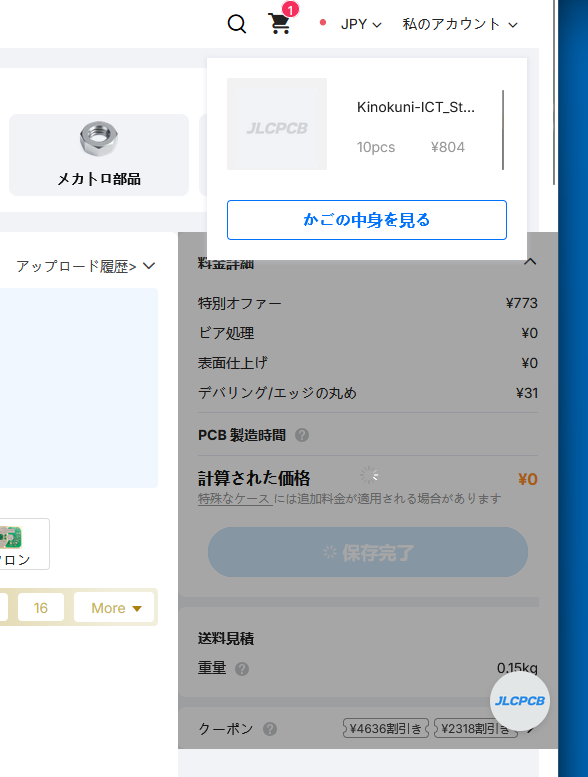 1
JPY
私のアカウント
JLCPCB
Kinokuni-ICT_St...
10pcs ¥804
かごの中身を見る
メカトロ部品
アップロード履歴>
料金詳細
特別オファー ¥773
ビア処理 ¥0
表面仕上げ ¥0
デバリング/エッジの丸め ¥31
PCB 製造時間 ?
計算された価格 ¥0
特殊なケース には追加料金が適用される場合があります
保存完了
ロン
16
More
送料見積
重量 ? 0.15kg
JLCPCB
クーポン ? ¥4636割引き ¥2318割引き